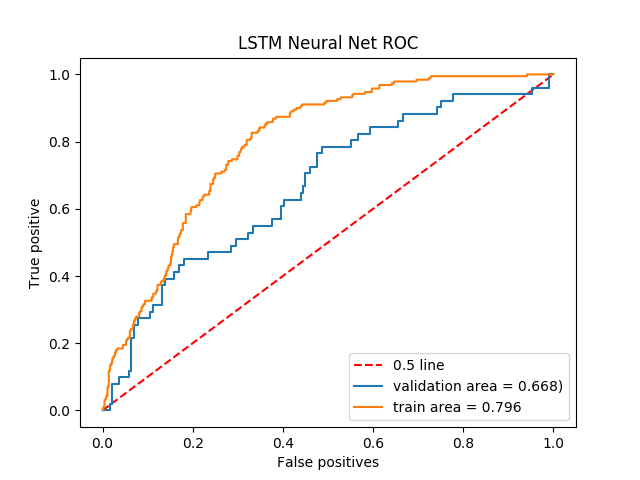 LSTM Neural Net ROC
1.0
0.8
0.6
0.4
0.2
0.0
True positive
0.0 0.2 0.4 0.6 0.8 1.0
False positives
0.5 line
validation area = 0.668)
train area = 0.796